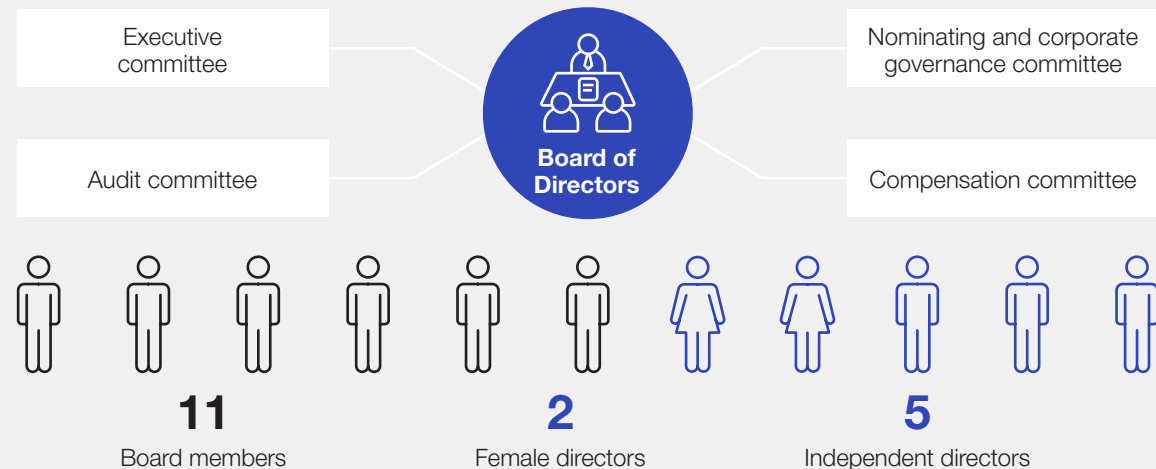 Executive
committee
Nominating and corporate
governance committee
Board of
Directors
Audit committee
Compensation committee
11
Board members
2
Female directors
5
Independent directors